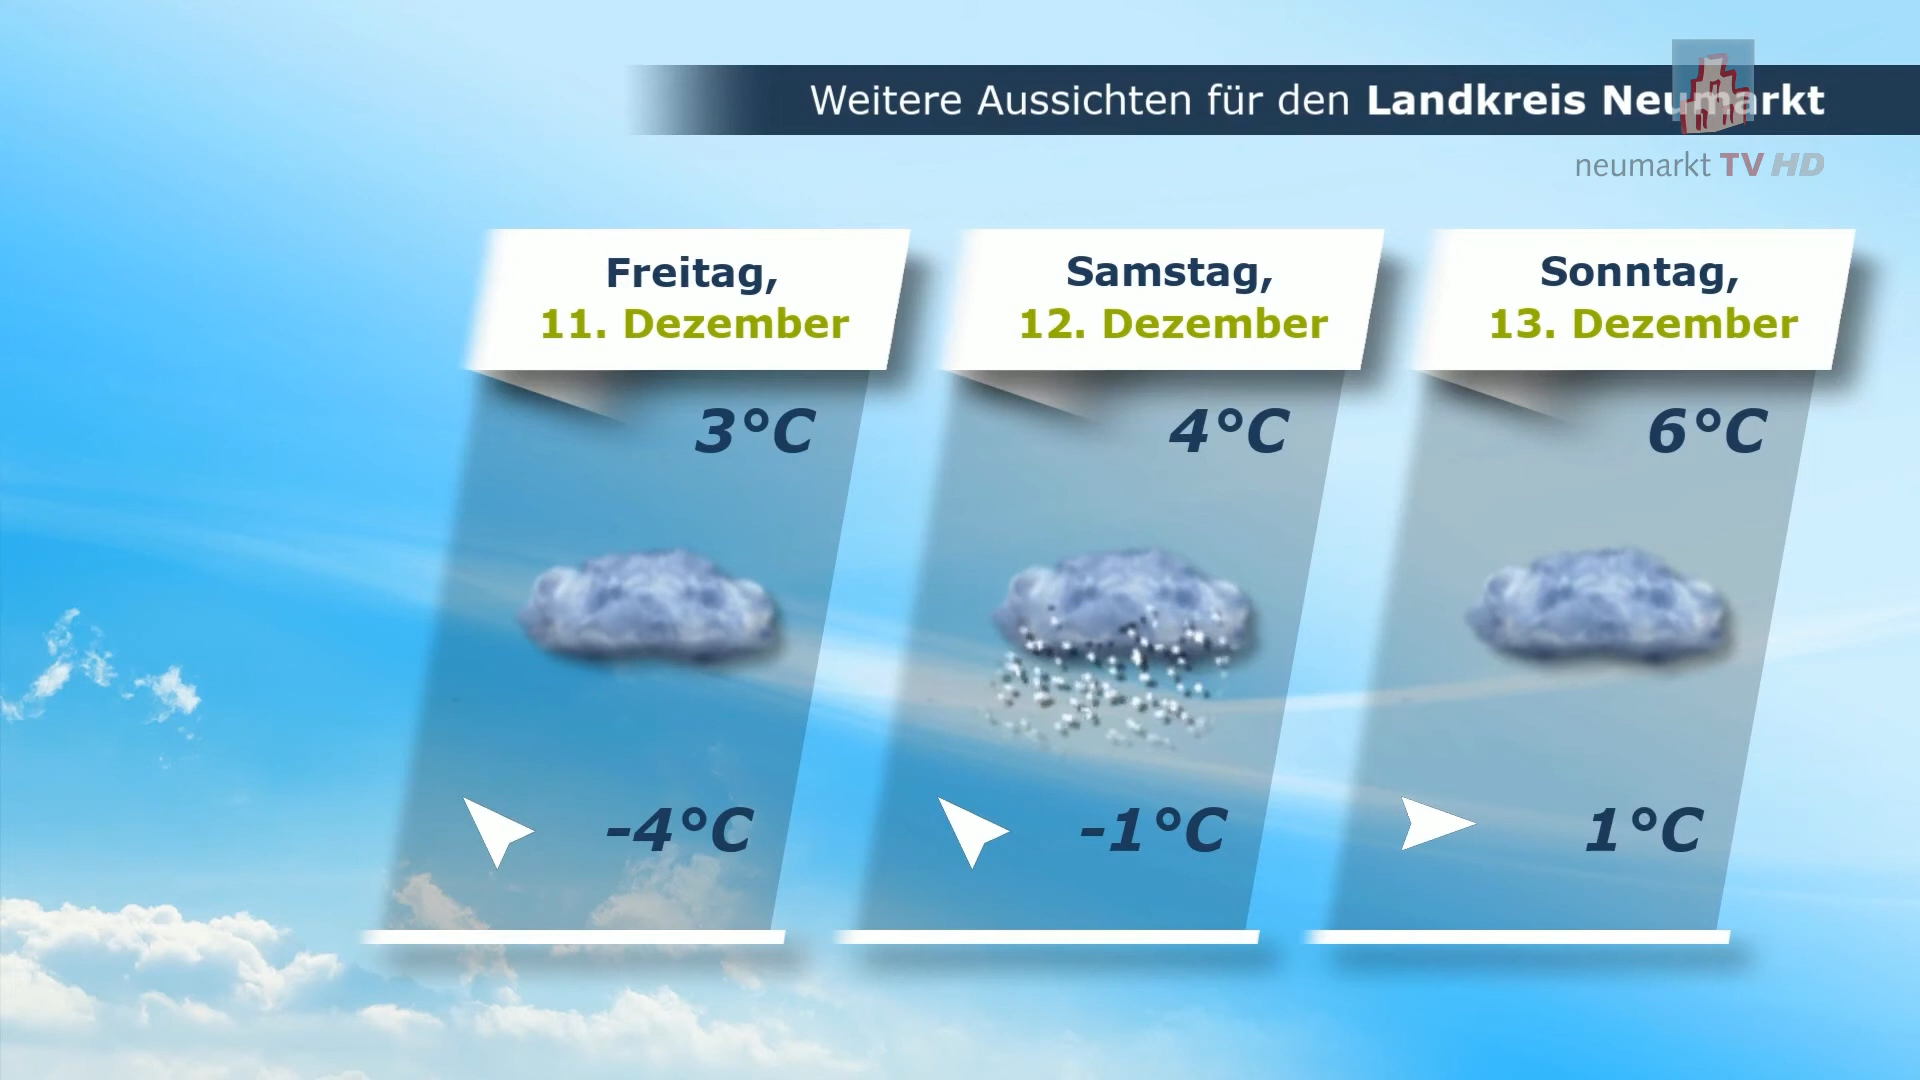 Weitere Aussichten für den Landkreis Neumarkt
neumarkt TV HD
Freitag,
11. Dezember
3°C
-4°C
Samstag,
12. Dezember
4°C
-1°C
Sonntag,
13. Dezember
6°C
1°C